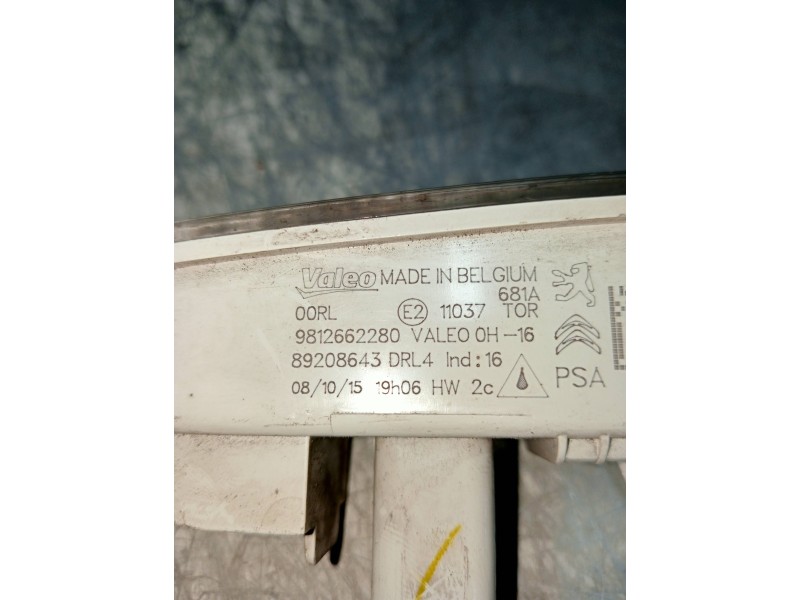 Valeo MADE IN BELGIUM
681A
00RL E2 11037 TOR
9812662280 VALEO 0H-16
89208643 DRL4 Ind:16
08/10/15 19h06 HW 2c PSA